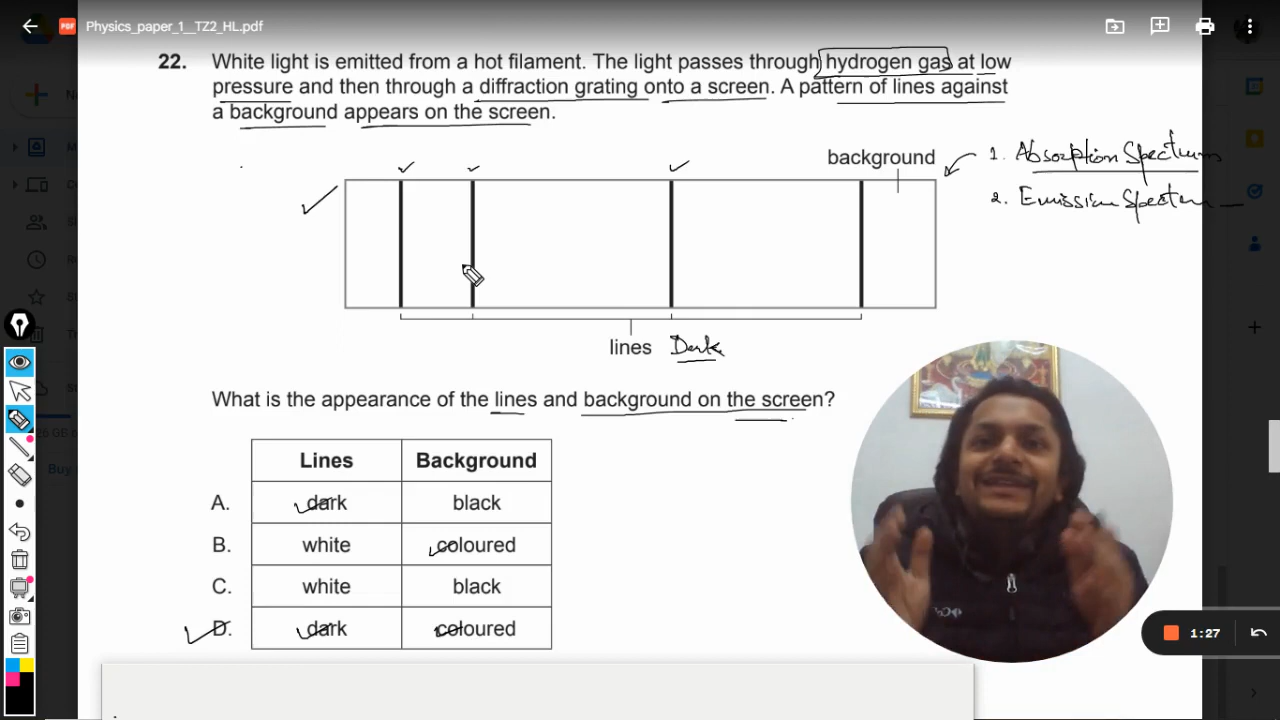 Physics_paper_1__TZ2_HL.pdf
22. White light is emitted from a hot filament. The light passes through hydrogen gas at low
pressure and then through a diffraction grating onto a screen. A pattern of lines against
a background appears on the screen.
background
1. Absorption Spectrum
2. Emission Spectrum
lines Dark
What is the appearance of the lines and background on the screen?
Lines Background
A. dark black
B. white coloured
C. white black
D. dark coloured
1:27